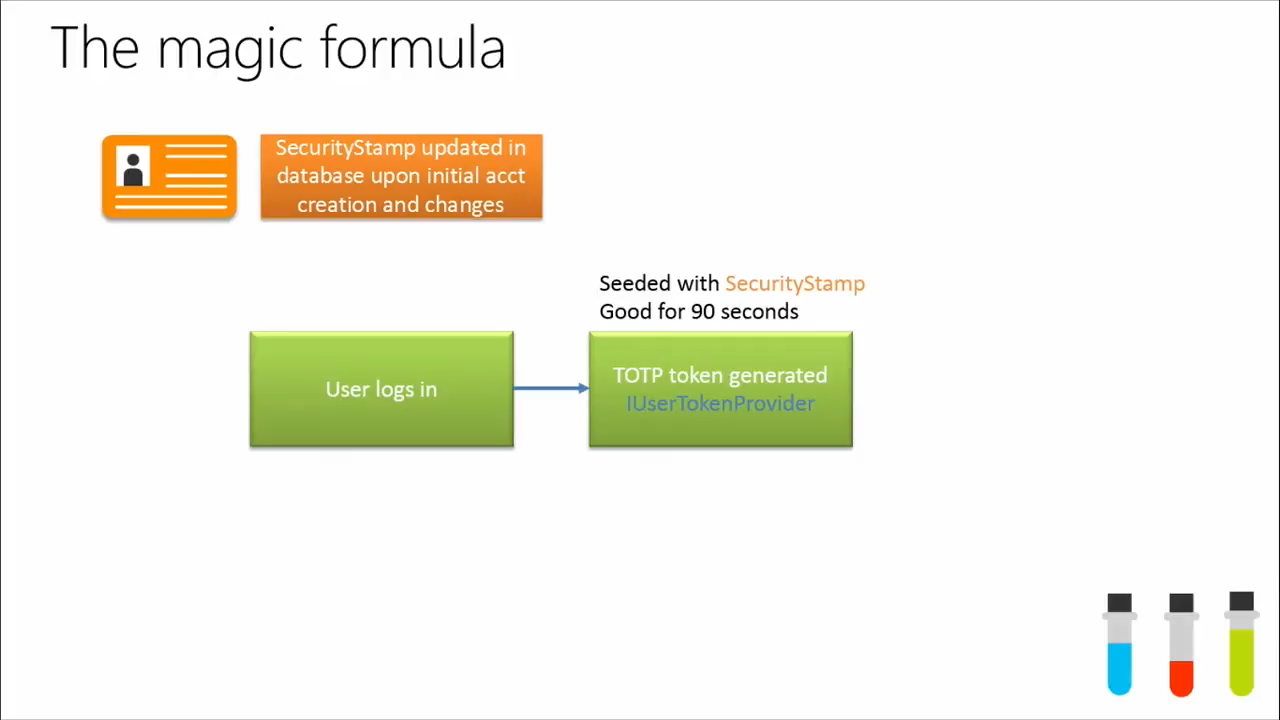 The magic formula
SecurityStamp updated in
database upon initial acct
creation and changes
Seeded with SecurityStamp
Good for 90 seconds
User logs in
TOTP token generated
IUserTokenProvider